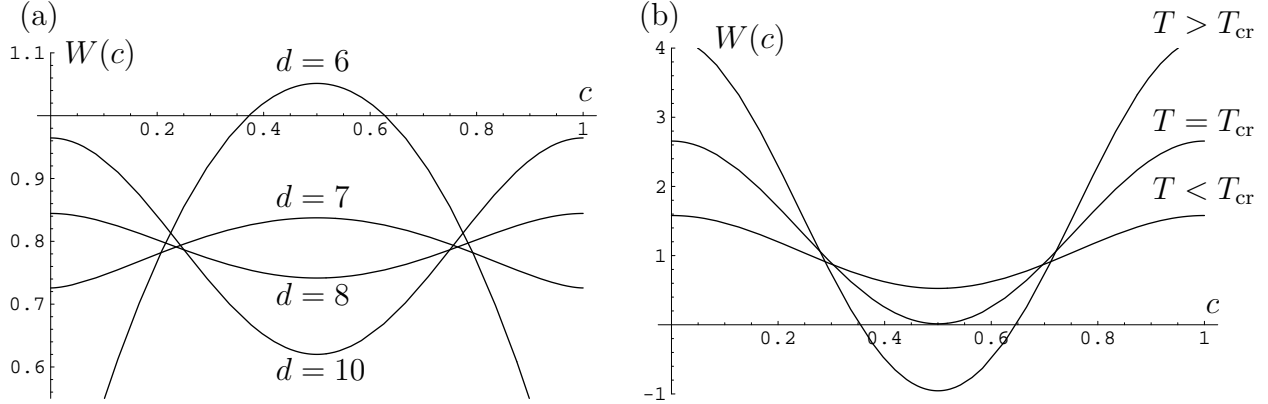 (a)
W(c)
1.1
d = 6
c
0.2 0.4 0.6 0.8 1
0.9
d = 7
0.8
d = 8
0.7
d = 10
0.6
(b)
W(c)
T > T_cr
4
3
T = T_cr
2
T < T_cr
1
c
0.2 0.4 0.6 0.8 1
-1